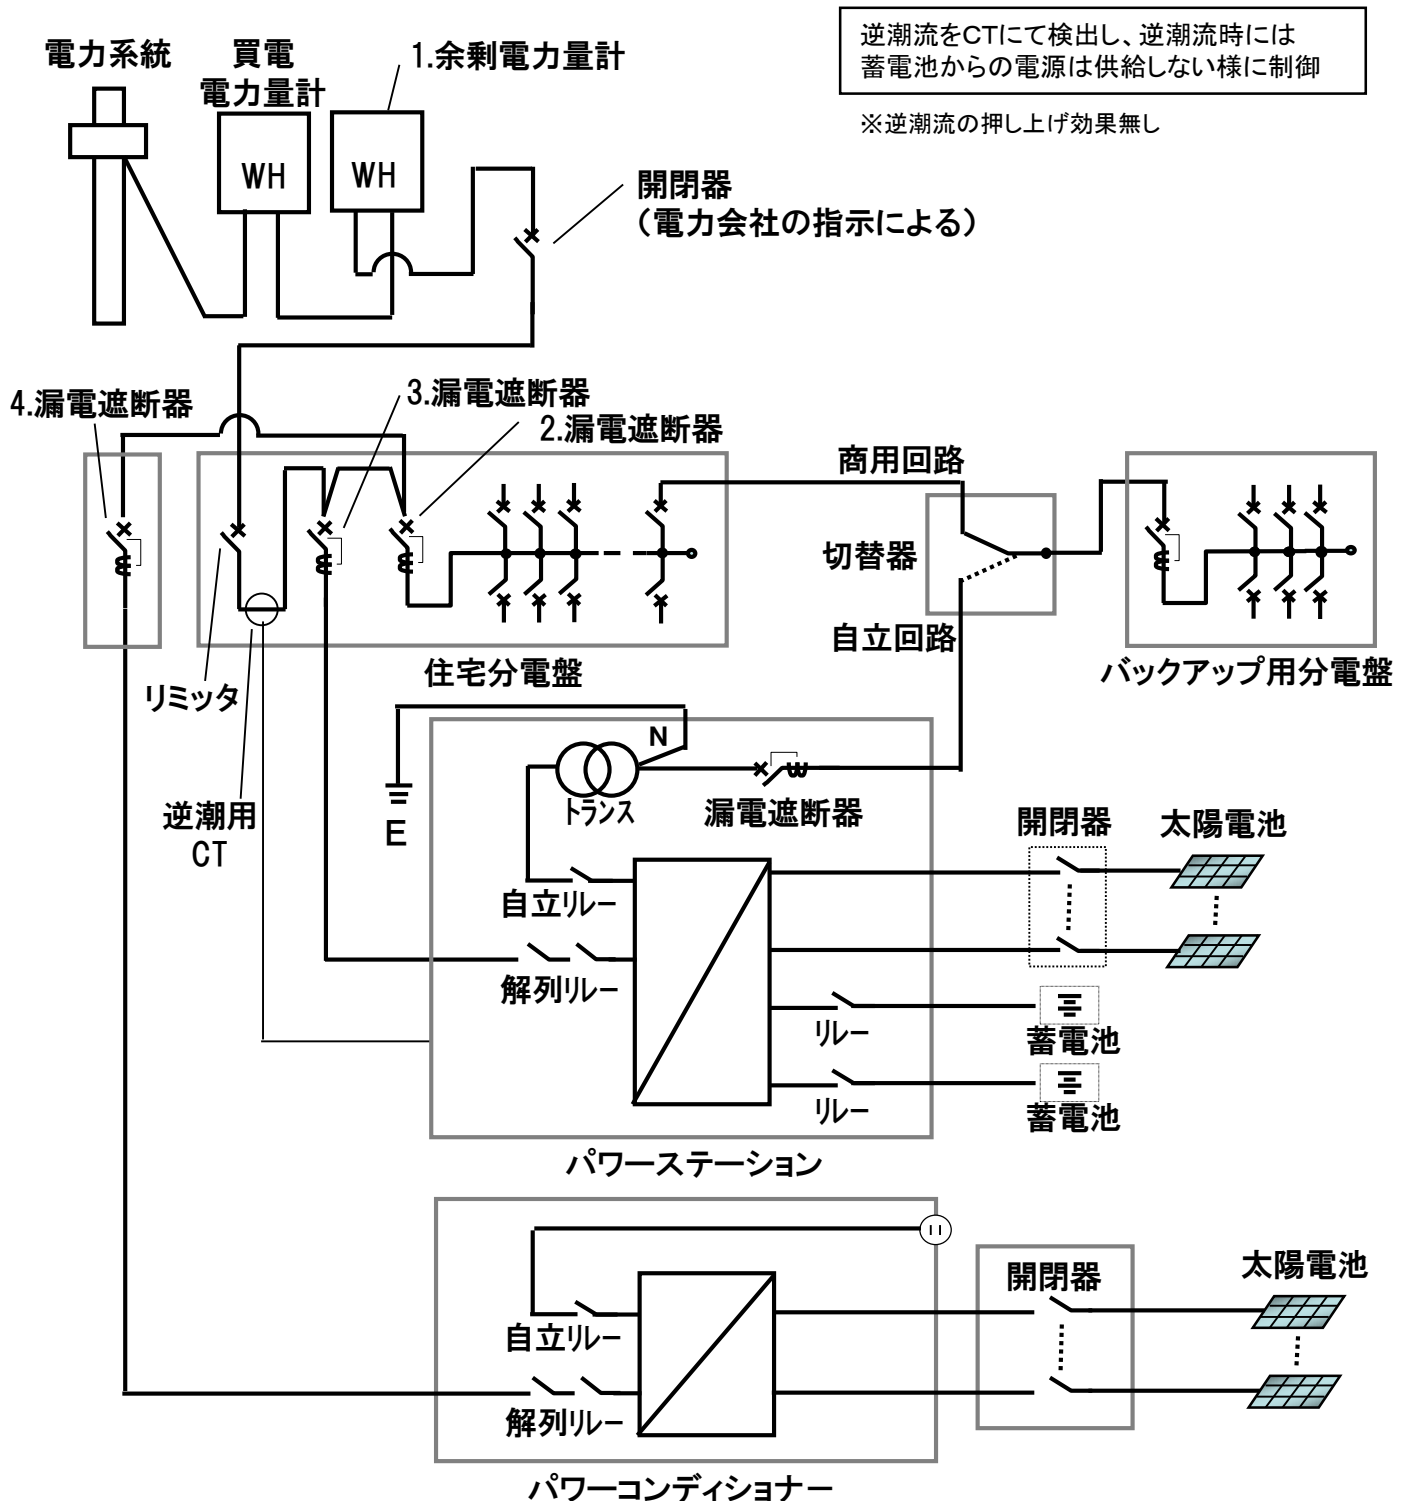 逆潮流をCTにて検出し、逆潮流時には
蓄電池からの電源は供給しない様に制御
※逆潮流の押し上げ効果無し
電力系統
買電
電力量計
1.余剰電力量計
WH
WH
開閉器
（電力会社の指示による）
4.漏電遮断器
3.漏電遮断器
2.漏電遮断器
商用回路
切替器
自立回路
リミッタ
住宅分電盤
バックアップ用分電盤
逆潮用
CT
E
N
トランス
漏電遮断器
開閉器
太陽電池
自立リレー
解列リレー
リレー
蓄電池
リレー
蓄電池
パワーステーション
自立リレー
解列リレー
開閉器
太陽電池
パワーコンディショナー